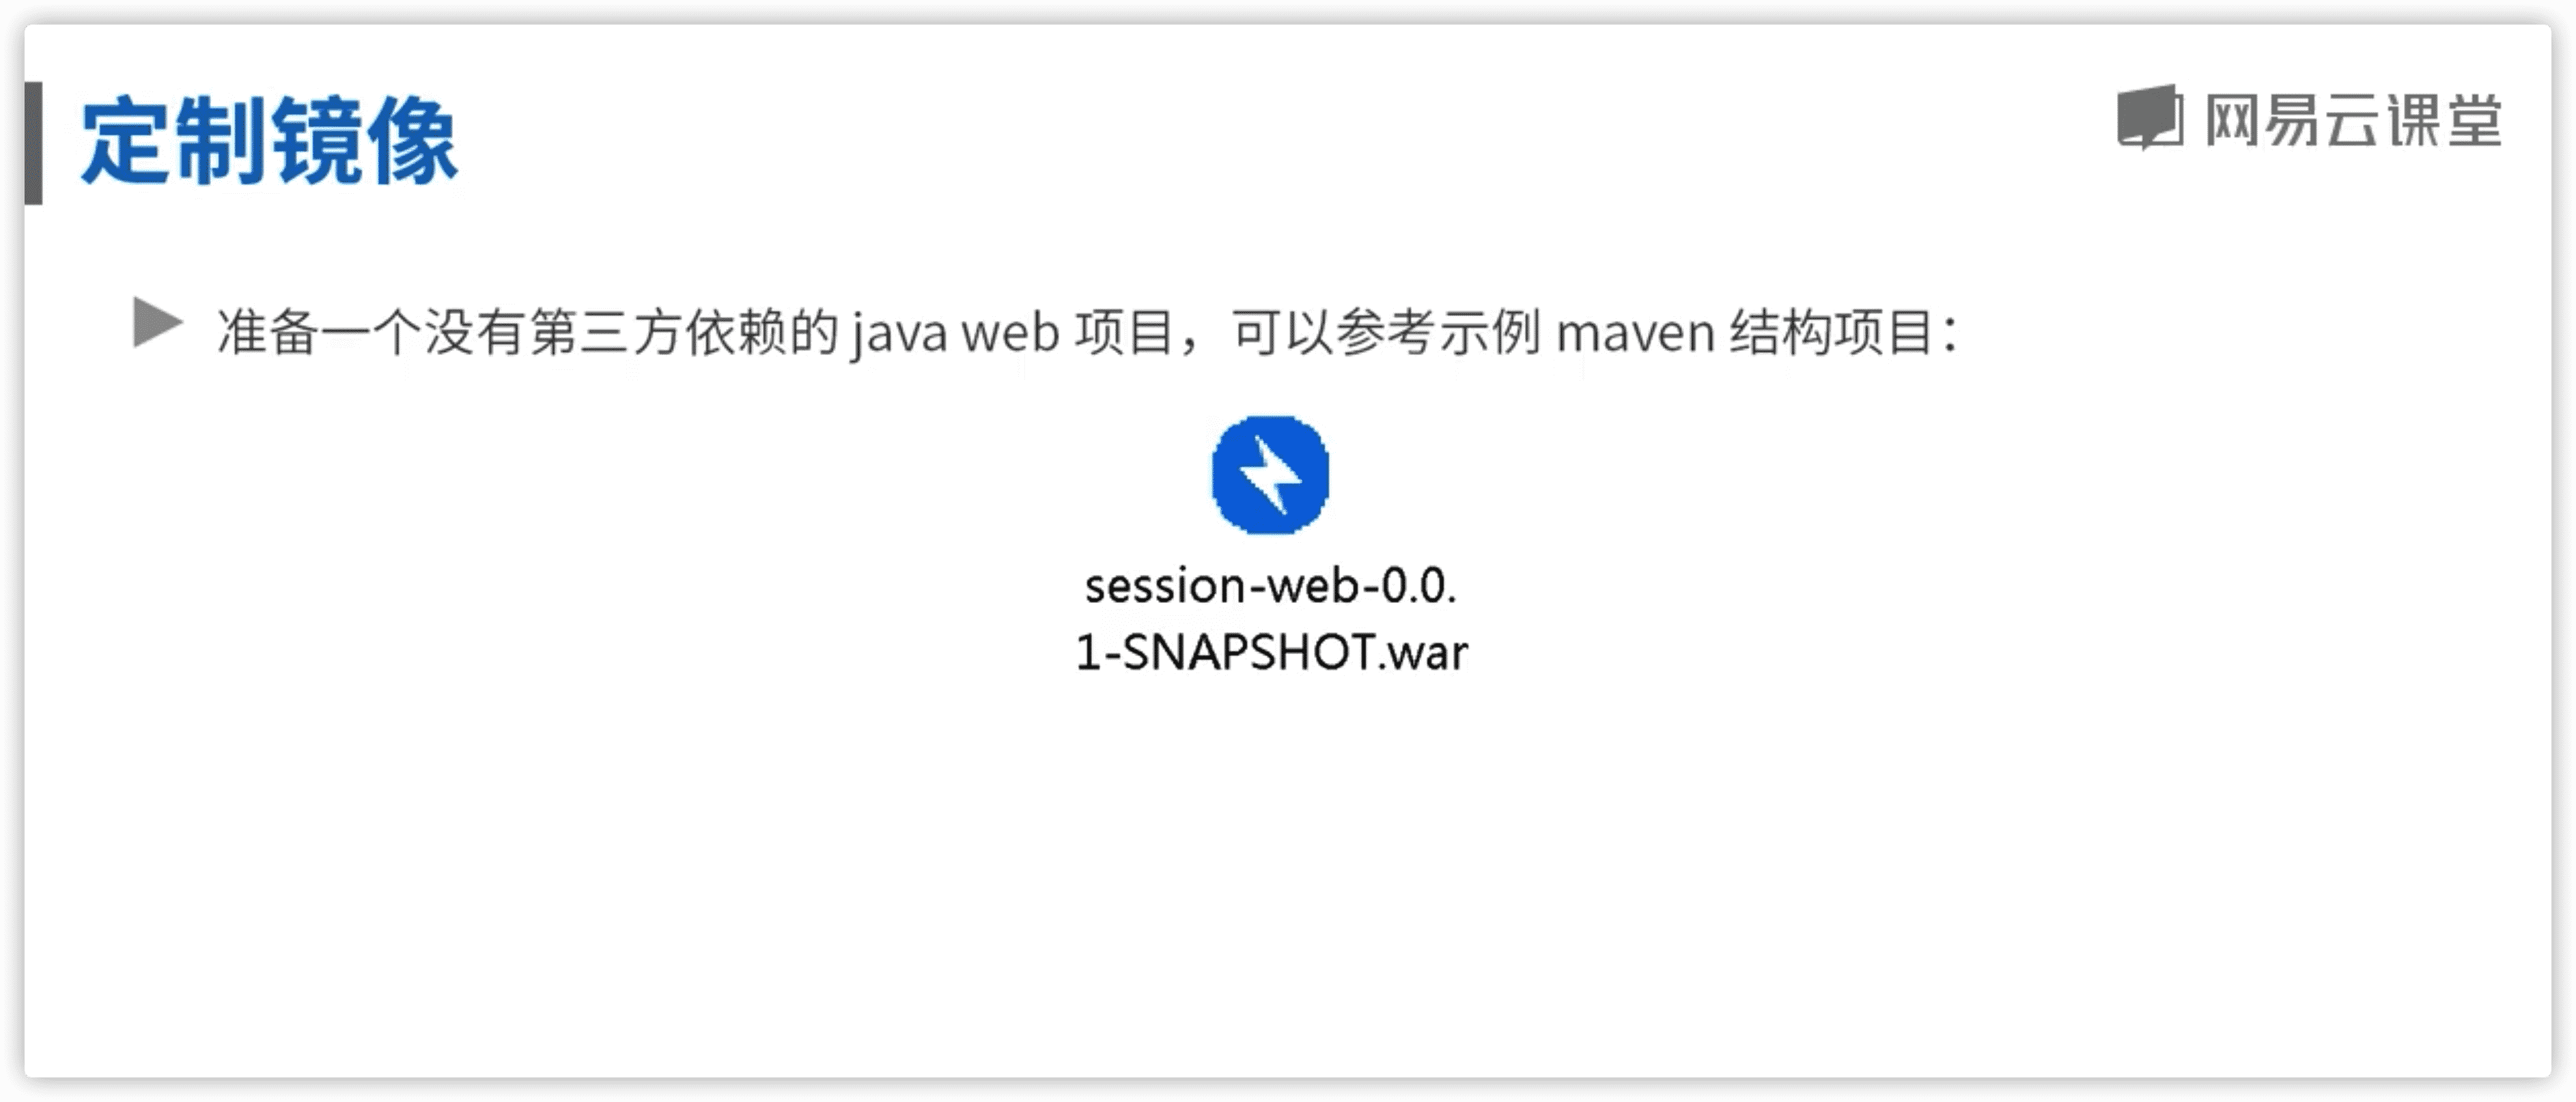 定制镜像
网易云课堂
准备一个没有第三方依赖的 java web 项目，可以参考示例 maven 结构项目：
session-web-0.0.
1-SNAPSHOT.war